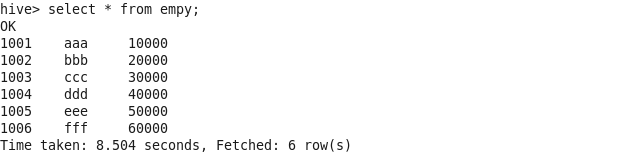 hive> select * from empy;
OK
1001    aaa     10000
1002    bbb     20000
1003    ccc     30000
1004    ddd     40000
1005    eee     50000
1006    fff     60000
Time taken: 8.504 seconds, Fetched: 6 row(s)